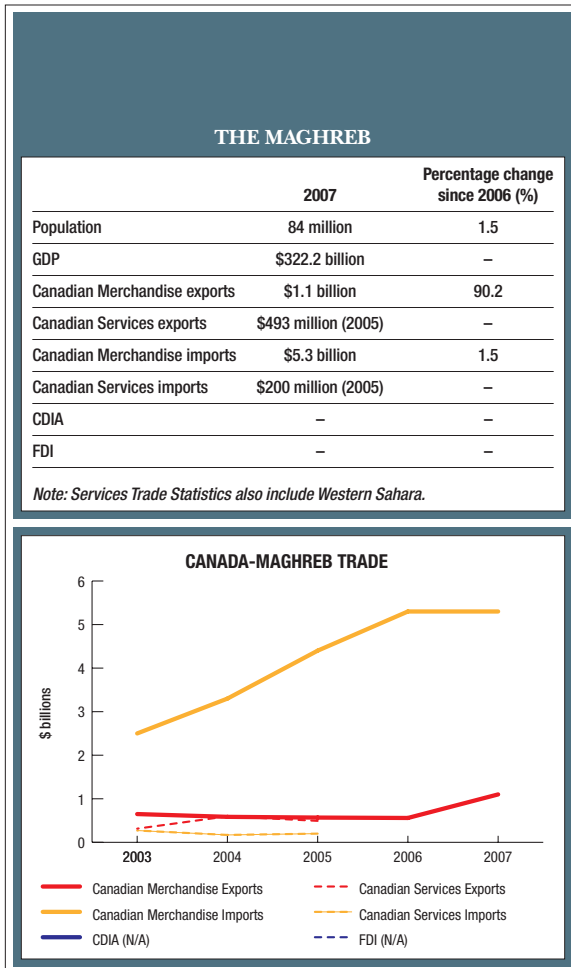 THE MAGHREB
2007 Percentage change since 2006 (%)
Population 84 million 1.5
GDP $322.2 billion –
Canadian Merchandise exports $1.1 billion 90.2
Canadian Services exports $493 million (2005) –
Canadian Merchandise imports $5.3 billion 1.5
Canadian Services imports $200 million (2005) –
CDIA – –
FDI – –
Note: Services Trade Statistics also include Western Sahara.
CANADA-MAGHREB TRADE
$ billions
6
5
4
3
2
1
0
2003 2004 2005 2006 2007
Canadian Merchandise Exports Canadian Services Exports
Canadian Merchandise Imports Canadian Services Imports
CDIA (N/A) FDI (N/A)